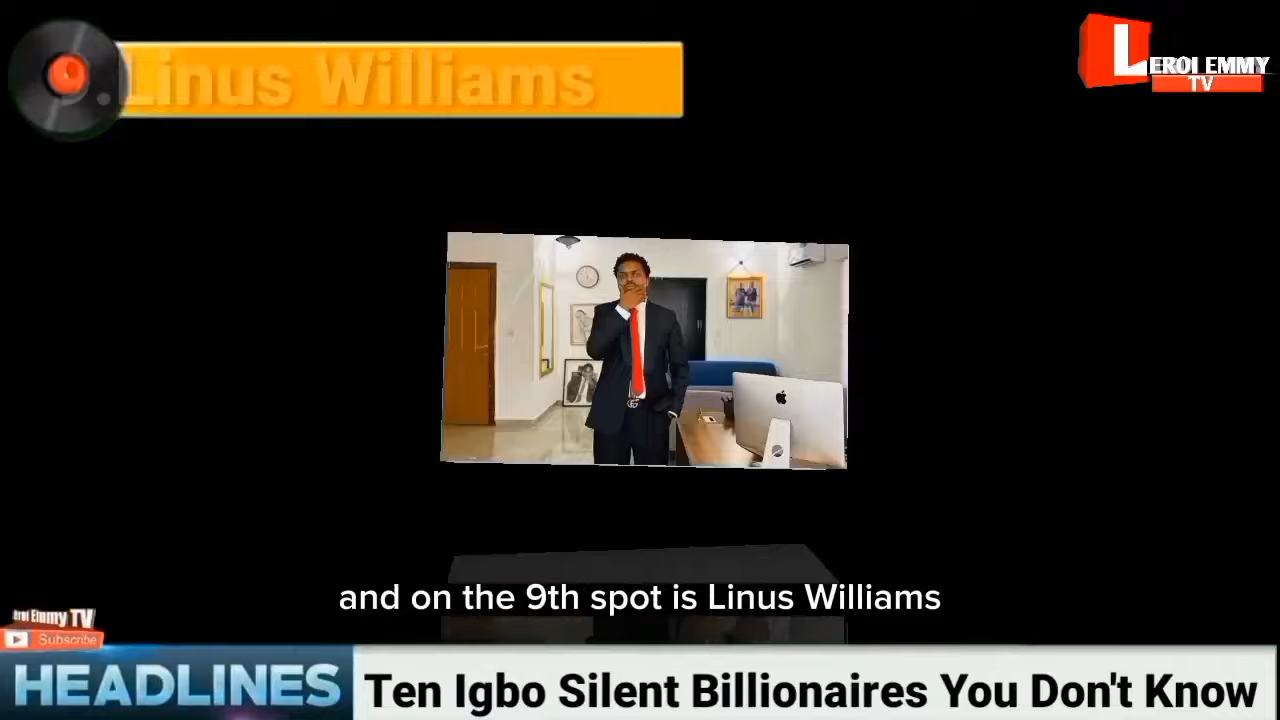 .Linus Williams
LEROI EMMY
TV
and on the 9th spot is Linus Williams
Leroi Emmy TV
Subscribe
HEADLINES
Ten Igbo Silent Billionaires You Don't Know